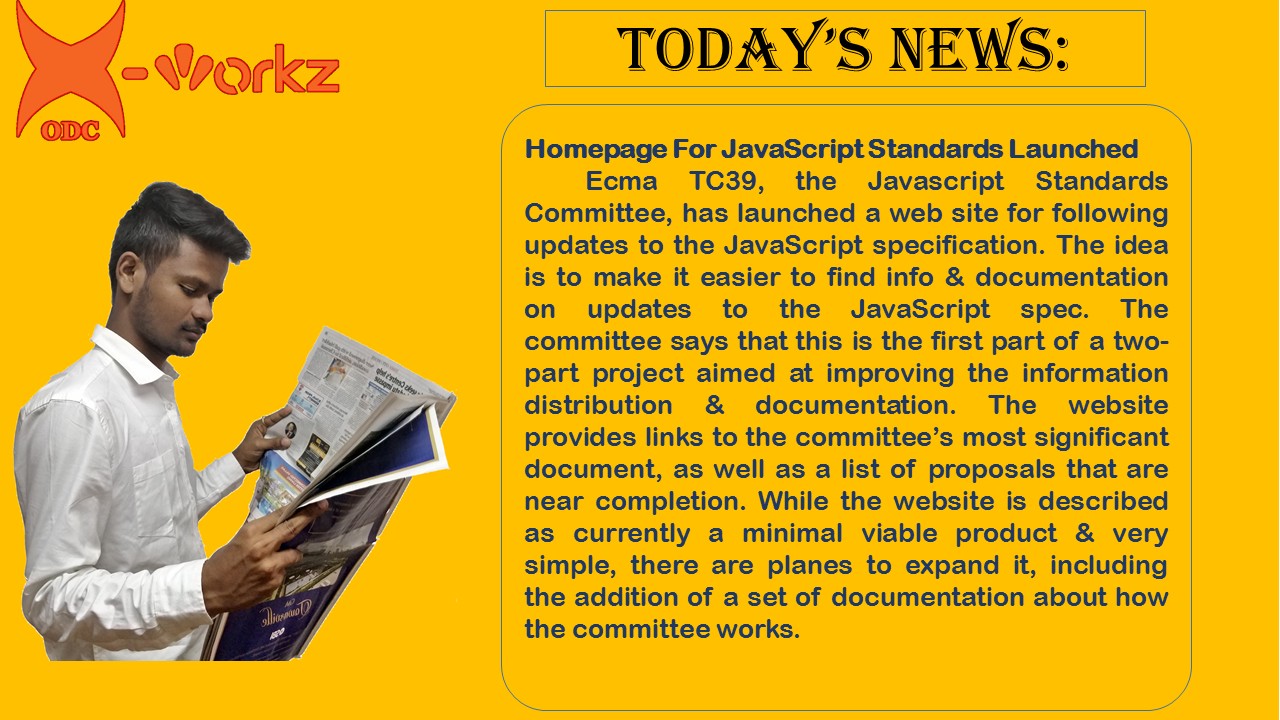 X-workz
ODC
TODAY'S NEWS:
Homepage For JavaScript Standards Launched
Ecma TC39, the Javascript Standards
Committee, has launched a web site for following
updates to the JavaScript specification. The idea
is to make it easier to find info & documentation
on updates to the JavaScript spec. The
committee says that this is the first part of a two-
part project aimed at improving the information
distribution & documentation. The website
provides links to the committee’s most significant
document, as well as a list of proposals that are
near completion. While the website is described
as currently a minimal viable product & very
simple, there are planes to expand it, including
the addition of a set of documentation about how
the committee works.